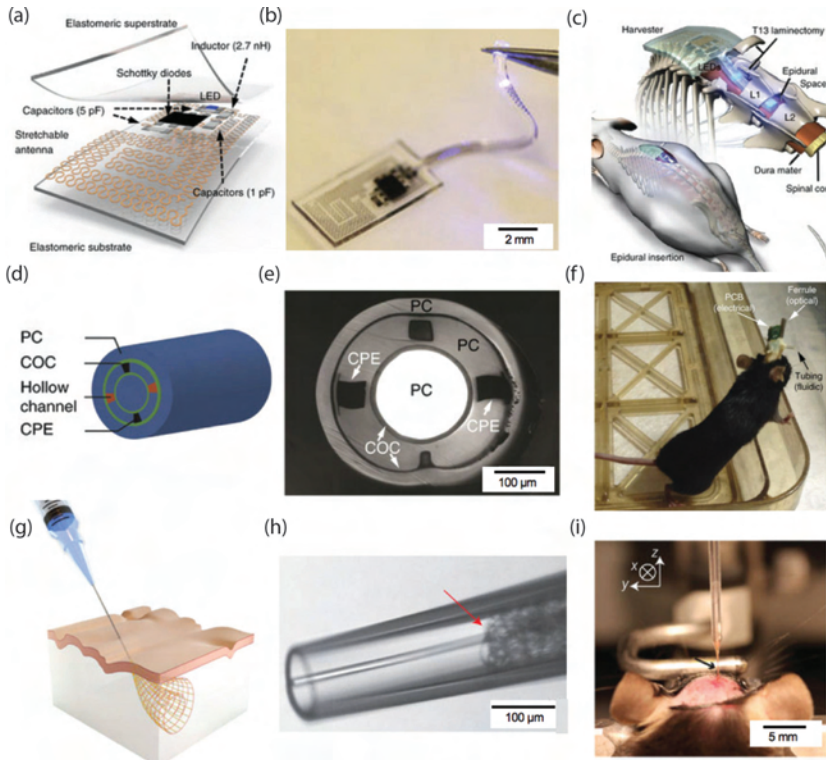 (a)
Elastomeric superstrate
Inductor (2.7 nH)
Schottky diodes
LED
Capacitors (5 pF)
Stretchable
antenna
Capacitors (1 pF)
Elastomeric substrate
(b)
2 mm
(c)
Harvester
T13 laminectomy
Epidural
Space
LED
L1
L2
Dura mater
Spinal co
Epidural insertion
(d)
PC
COC
Hollow
channel
CPE
(e)
PC
PC
CPE
PC
CPE
COC
100 µm
(f)
PCB
(electrical)
Ferrule
(optical)
Tubing
(fluidic)
(g)
(h)
100 µm
(i)
z
x
y
5 mm